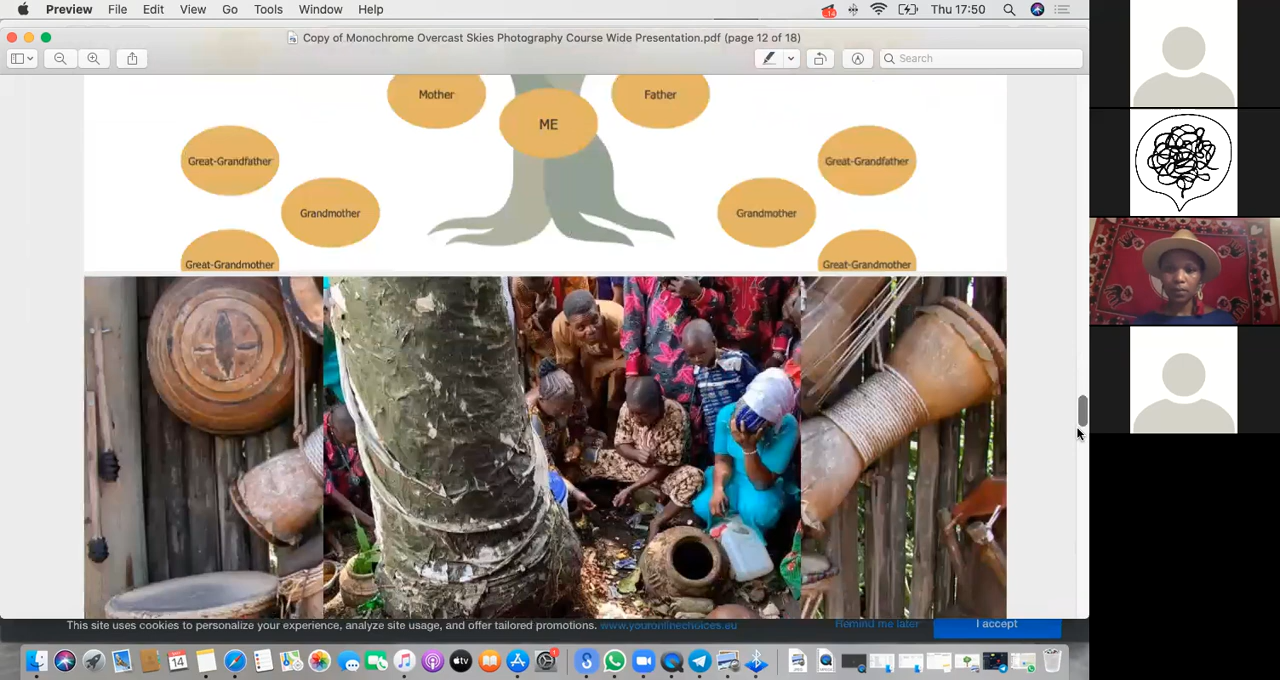 Preview File Edit View Go Tools Window Help
14
Thu 17:50
Copy of Monochrome Overcast Skies Photography Course Wide Presentation.pdf (page 12 of 18)
Search
Mother
Father
ME
Great-Grandfather
Great-Grandfather
Grandmother
Grandmother
Great-Grandmother
Great-Grandmother
This site uses cookies to personalize your experience, analyze site usage, and offer tailored promotions. www.youronlinechoices.eu
Remind me later
I accept
14
tv